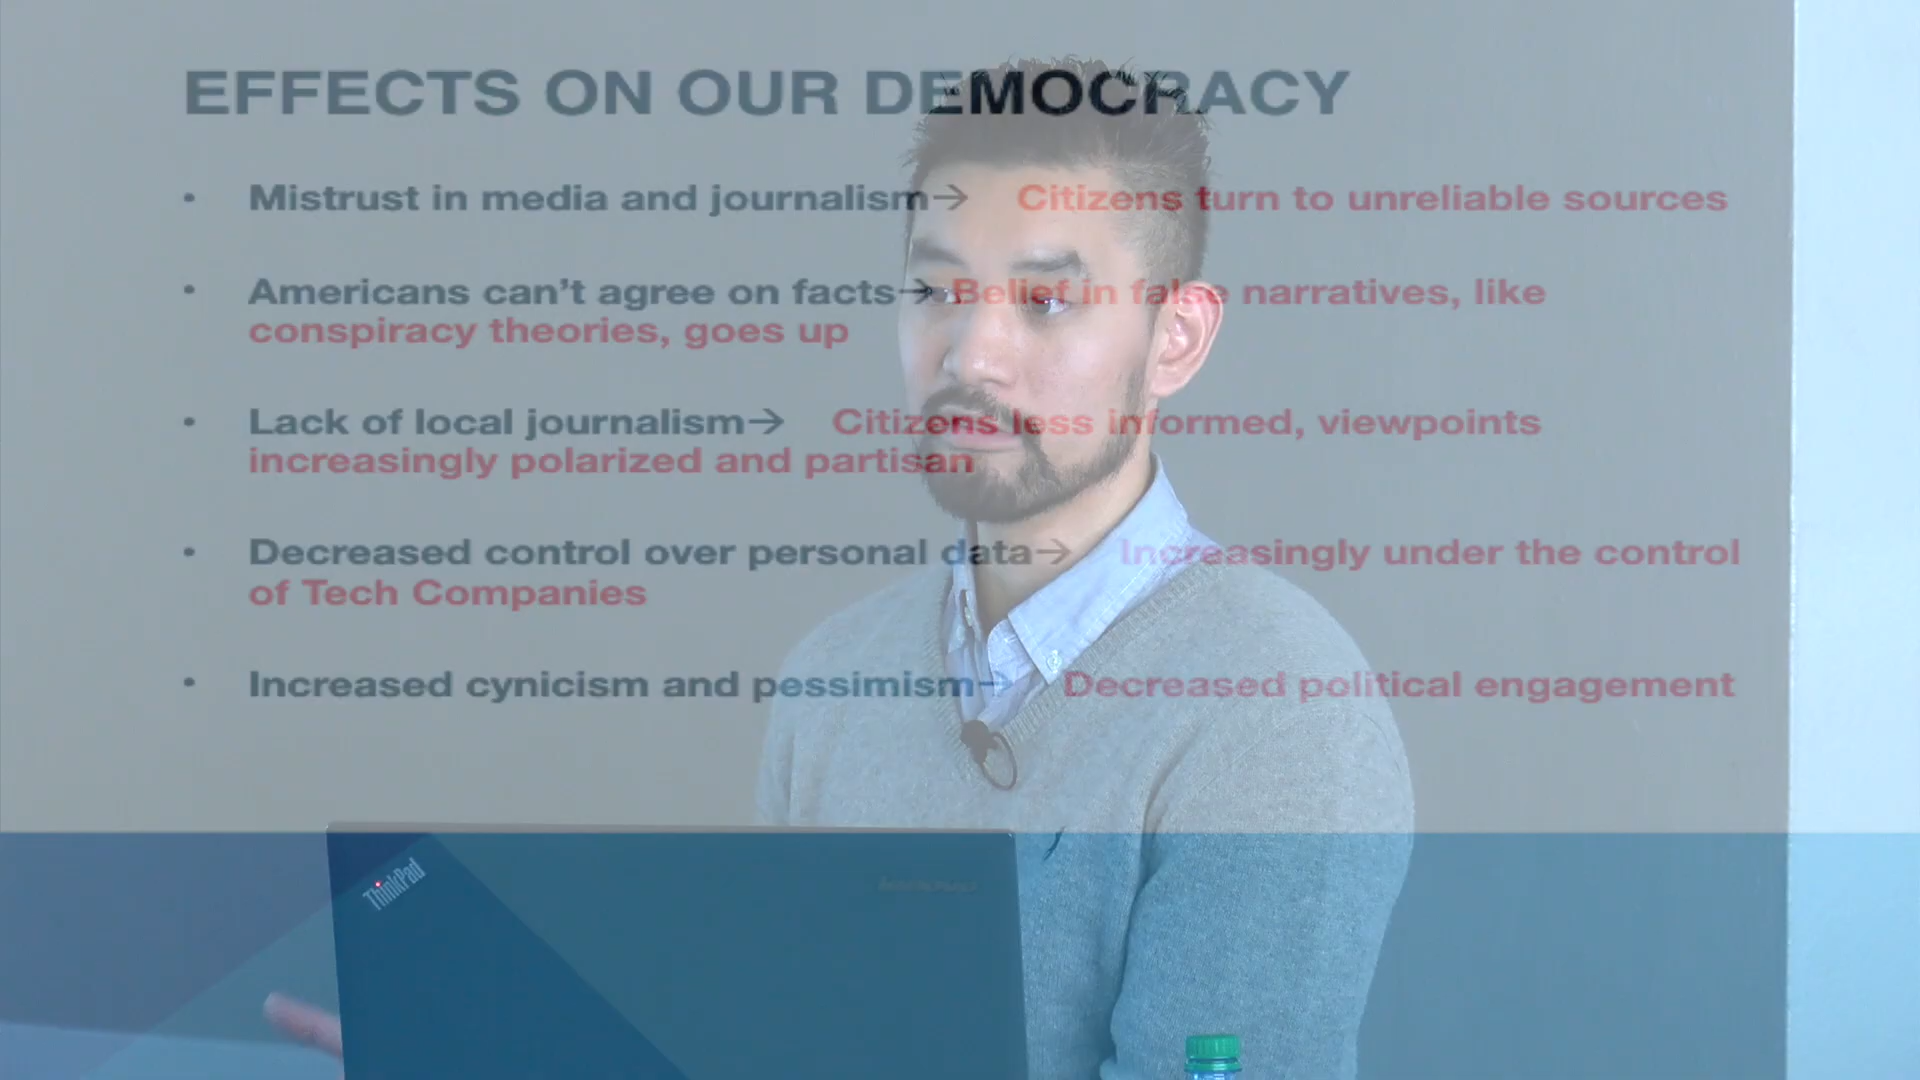 EFFECTS ON OUR DEMOCRACY
• Mistrust in media and journalism→ Citizens turn to unreliable sources
• Americans can’t agree on facts→ Belief in false narratives, like
conspiracy theories, goes up
• Lack of local journalism→ Citizens less informed, viewpoints
increasingly polarized and partisan
• Decreased control over personal data→ Increasingly under the control
of Tech Companies
• Increased cynicism and pessimism→ Decreased political engagement
ThinkPad